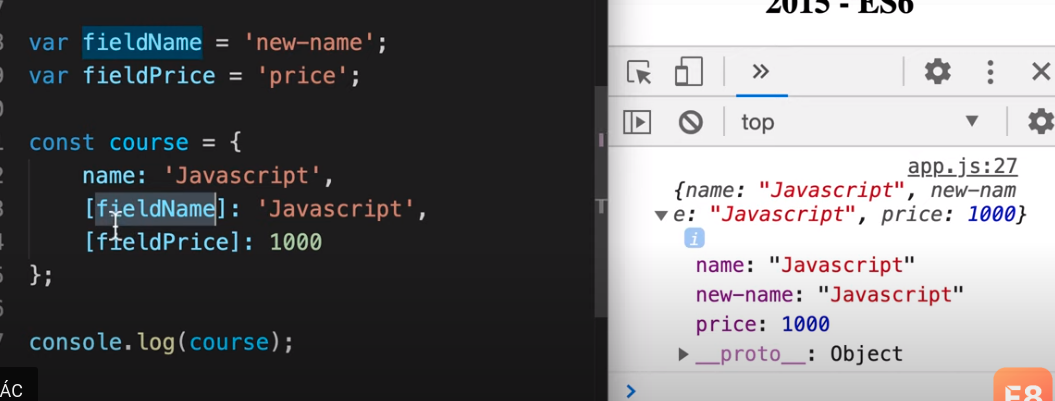 2015 - ES6
var fieldName = 'new-name';
var fieldPrice = 'price';
const course = {
name: 'Javascript',
[fieldName]: 'Javascript',
[fieldPrice]: 1000
};
console.log(course);
ÁC
top
app.js:27
{name: "Javascript", new-nam
e: "Javascript", price: 1000}
i
name: "Javascript"
new-name: "Javascript"
price: 1000
__proto__: Object
F8